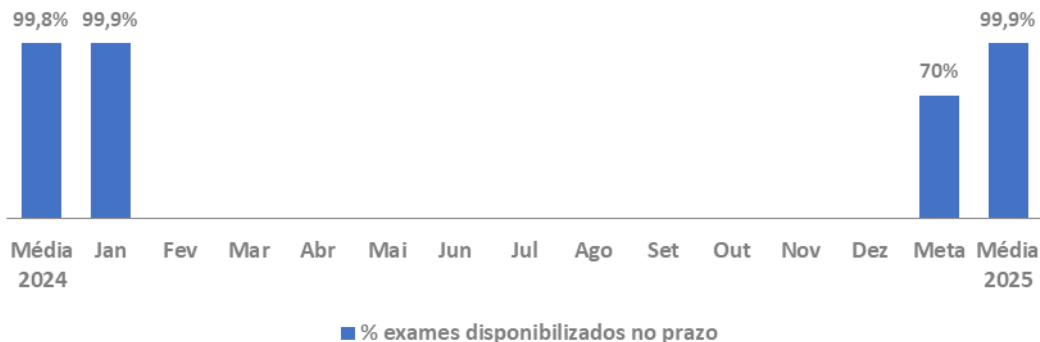 99,8% 99,9% 99,9%
70%
Média Jan Fev Mar Abr Mai Jun Jul Ago Set Out Nov Dez Meta Média
2024 2025
% exames disponibilizados no prazo